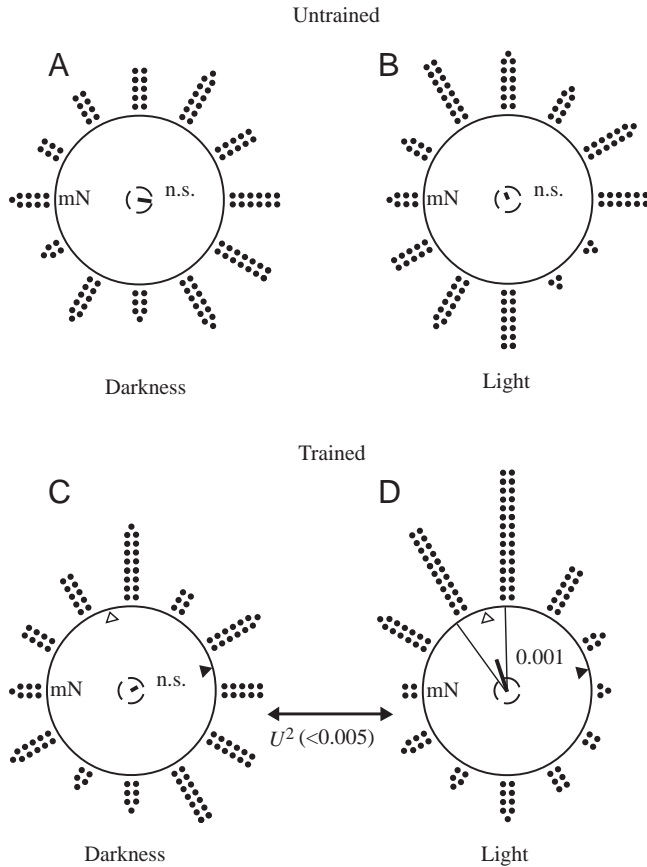 Untrained
A
B
mN
n.s.
mN
n.s.
Darkness
Light
Trained
C
D
mN
n.s.
mN
0.001
U² (<0.005)
Darkness
Light